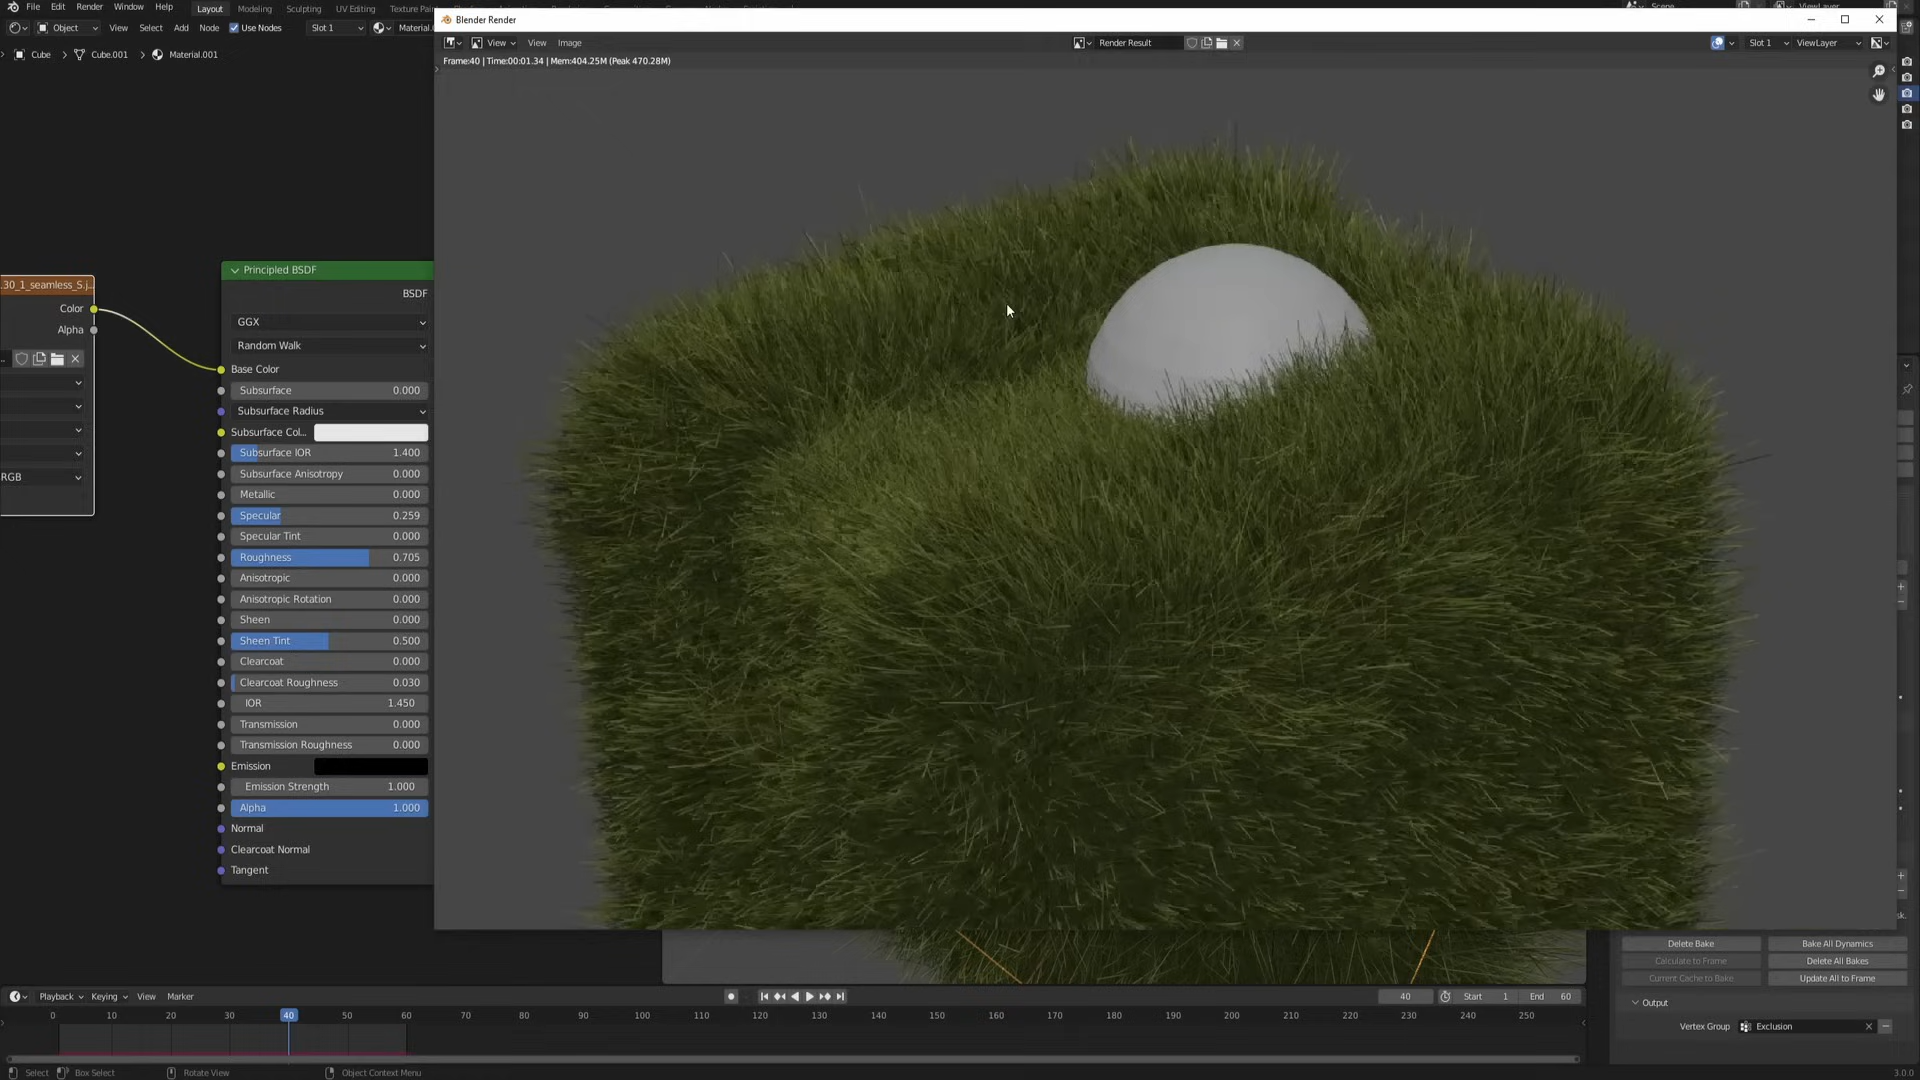 File Edit Render Window Help Layout Modeling Sculpting UV Editing Texture Paint
Blender Render
Object View Select Add Node Use Nodes Slot 1 Material.
View View Image Render Result Slot 1 ViewLayer
Cube Cube.001 Material.001
Frame:40 | Time:00:01.34 | Mem:404.25M (Peak 470.28M)
.30_1_seamless_S.j...
Color
Alpha
RGB
Principled BSDF
BSDF
GGX
Random Walk
Base Color
Subsurface 0.000
Subsurface Radius
Subsurface Col...
Subsurface IOR 1.400
Subsurface Anisotropy 0.000
Metallic 0.000
Specular 0.259
Specular Tint 0.000
Roughness 0.705
Anisotropic 0.000
Anisotropic Rotation 0.000
Sheen 0.000
Sheen Tint 0.500
Clearcoat 0.000
Clearcoat Roughness 0.030
IOR 1.450
Transmission 0.000
Transmission Roughness 0.000
Emission
Emission Strength 1.000
Alpha 1.000
Normal
Clearcoat Normal
Tangent
Delete Bake Bake All Dynamics
Calculate to Frame Delete All Bakes
Current Cache to Bake Update All to Frame
Output
Vertex Group Exclusion
Playback Keying View Marker 40 Start 1 End 60
0 10 20 30 40 50 60 70 80 90 100 110 120 130 140 150 160 170 180 190 200 210 220 230 240 250
Select Box Select Rotate View Object Context Menu 3.0.0